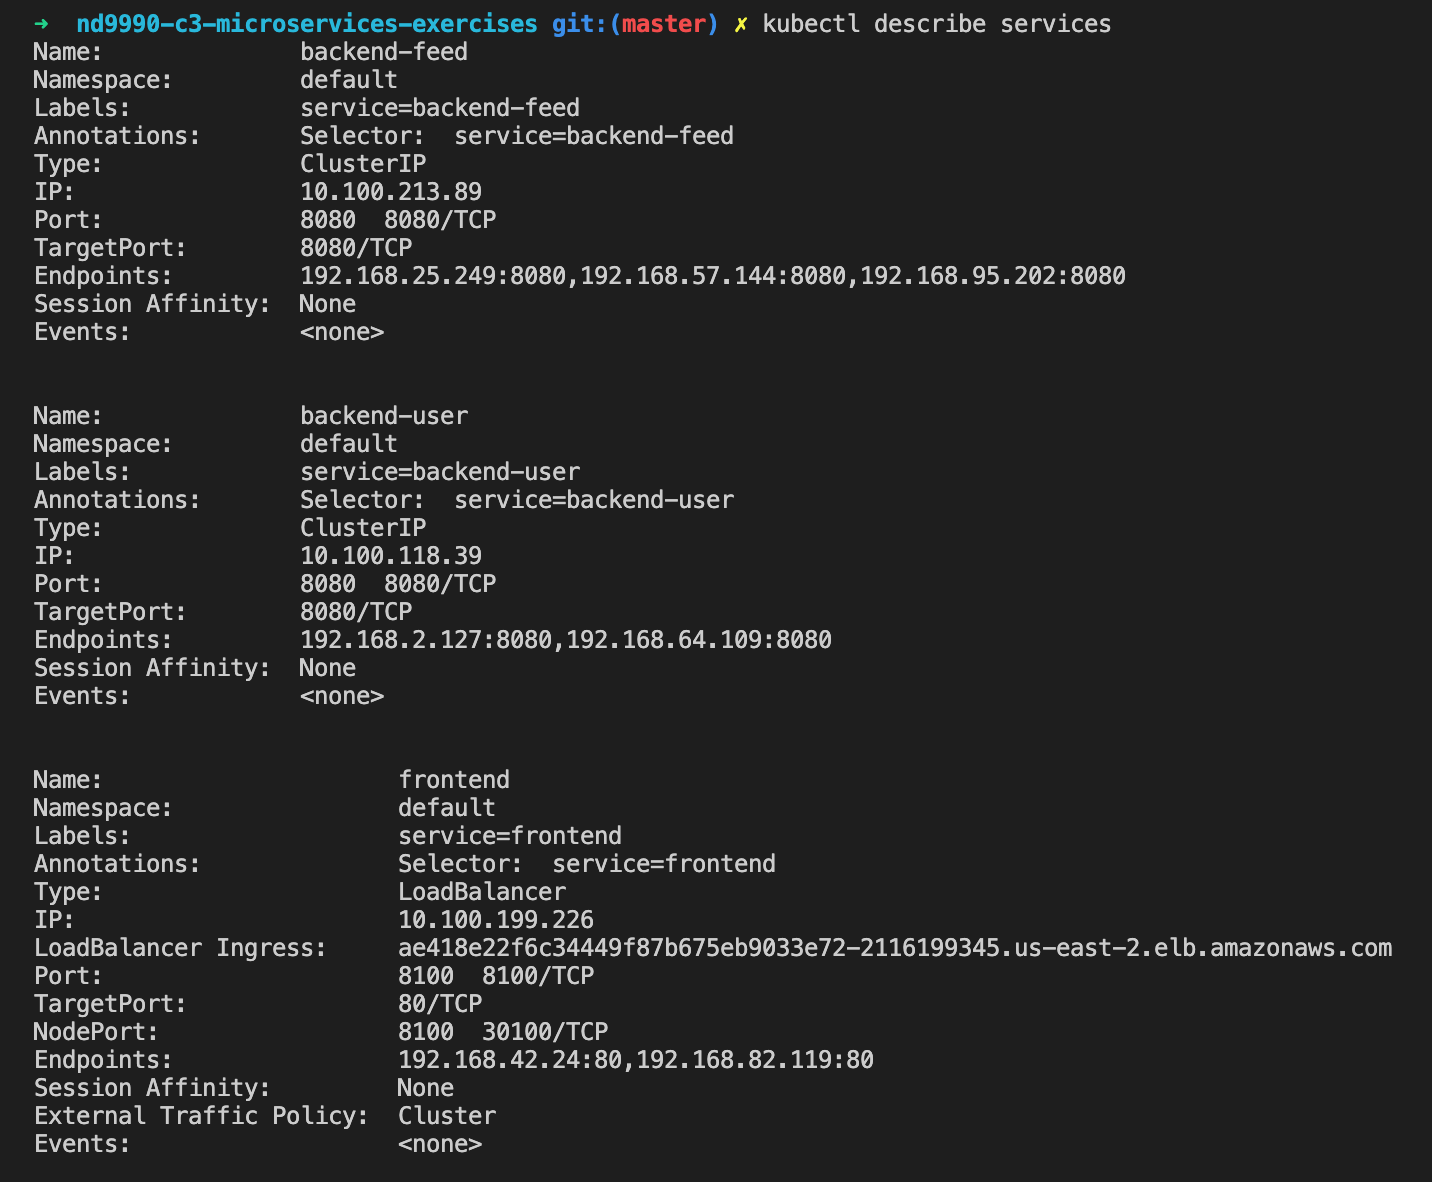 ➜  nd9990-c3-microservices-exercises git:(master) ✗ kubectl describe services
Name:              backend-feed
Namespace:         default
Labels:            service=backend-feed
Annotations:       Selector:  service=backend-feed
Type:              ClusterIP
IP:                10.100.213.89
Port:              8080  8080/TCP
TargetPort:        8080/TCP
Endpoints:         192.168.25.249:8080,192.168.57.144:8080,192.168.95.202:8080
Session Affinity:  None
Events:            <none>


Name:              backend-user
Namespace:         default
Labels:            service=backend-user
Annotations:       Selector:  service=backend-user
Type:              ClusterIP
IP:                10.100.118.39
Port:              8080  8080/TCP
TargetPort:        8080/TCP
Endpoints:         192.168.2.127:8080,192.168.64.109:8080
Session Affinity:  None
Events:            <none>


Name:                     frontend
Namespace:                default
Labels:                   service=frontend
Annotations:              Selector:  service=frontend
Type:                     LoadBalancer
IP:                       10.100.199.226
LoadBalancer Ingress:     ae418e22f6c34449f87b675eb9033e72-2116199345.us-east-2.elb.amazonaws.com
Port:                     8100  8100/TCP
TargetPort:               80/TCP
NodePort:                 8100  30100/TCP
Endpoints:                192.168.42.24:80,192.168.82.119:80
Session Affinity:         None
External Traffic Policy:  Cluster
Events:                   <none>